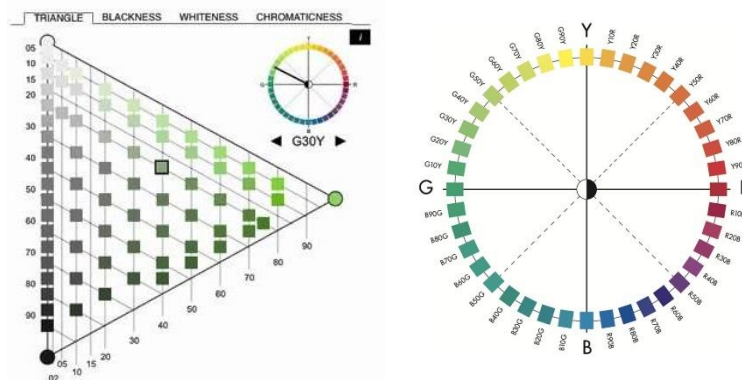 TRIANGLE BLACKNESS WHITENESS CHROMATICNESS
i
Y
G R
B
G30Y
05
10
15
20
30
40
50
60
70
80
90
02
05
10
15
20
30
40
50
60
70
80
90
Y
Y10R
Y20R
Y30R
Y40R
Y50R
Y60R
Y70R
Y80R
Y90
R10
R20B
R30B
R40B
R50B
R60B
R70B
R80B
R90B
B
B10G
B20G
B30G
B40G
B50G
B60G
B70G
B80G
B90G
G
G10Y
G20Y
G30Y
G40Y
G50Y
G60Y
G70Y
G80Y
G90Y